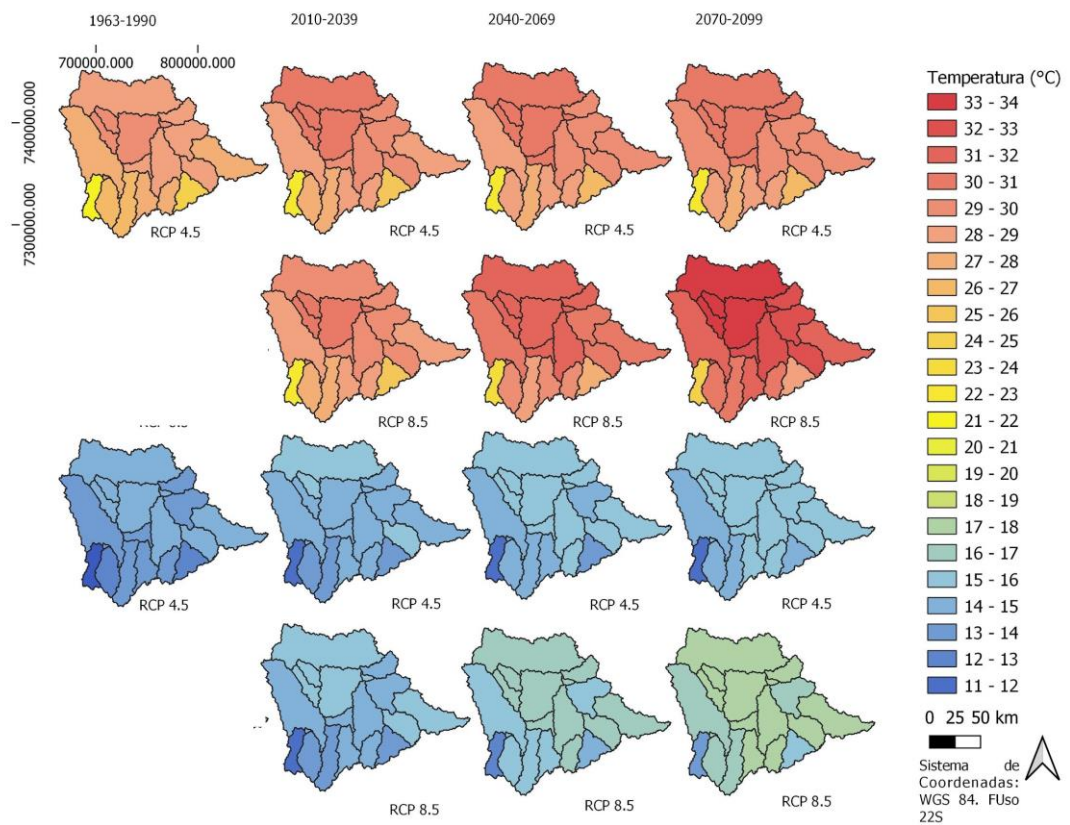 1963-1990
2010-2039
2040-2069
2070-2099
700000.000
800000.000
7400000.000
7300000.000
RCP 4.5
RCP 4.5
RCP 4.5
RCP 4.5
RCP 8.5
RCP 8.5
RCP 8.5
RCP 4.5
RCP 4.5
RCP 4.5
RCP 4.5
RCP 8.5
RCP 8.5
RCP 8.5
Temperatura (°C)
33 - 34
32 - 33
31 - 32
30 - 31
29 - 30
28 - 29
27 - 28
26 - 27
25 - 26
24 - 25
23 - 24
22 - 23
21 - 22
20 - 21
19 - 20
18 - 19
17 - 18
16 - 17
15 - 16
14 - 15
13 - 14
12 - 13
11 - 12
0 25 50 km
Sistema de
Coordenadas:
WGS 84. FUso
22S